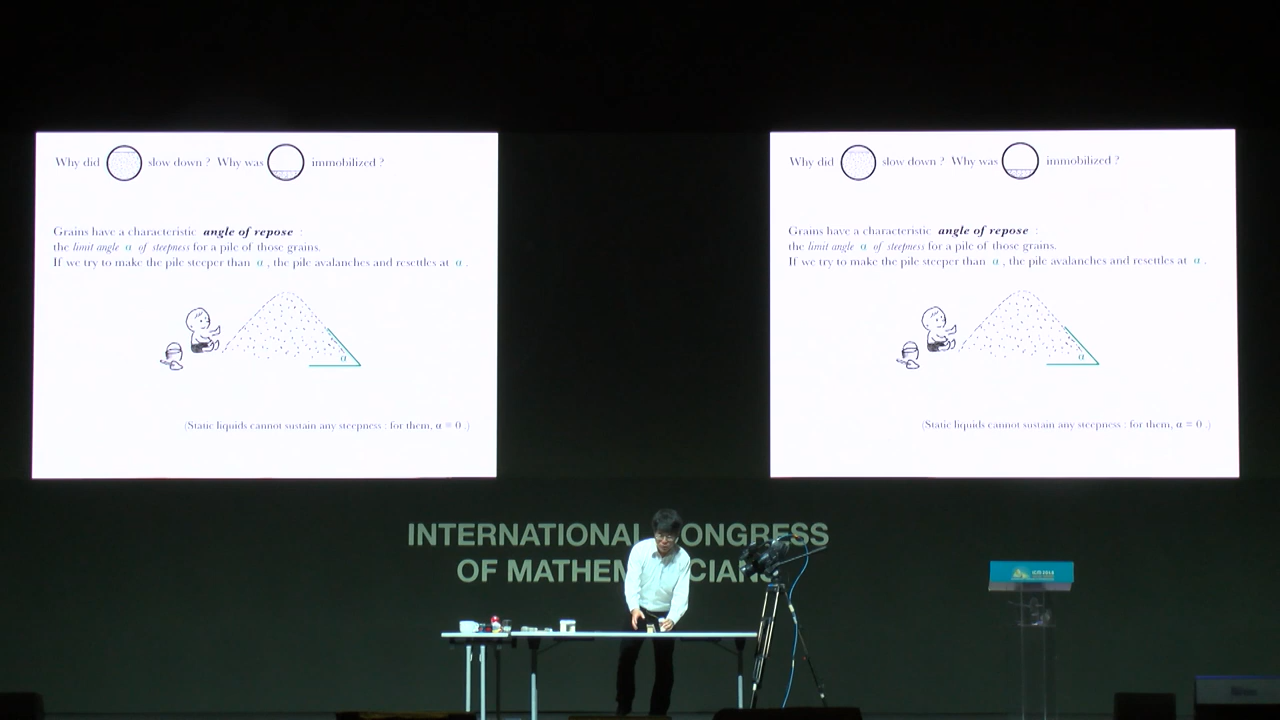 Why did slow down ? Why was immobilized ?
Grains have a characteristic angle of repose :
the limit angle α of steepness for a pile of those grains.
If we try to make the pile steeper than α , the pile avalanches and resettles at α .
α
(Static liquids cannot sustain any steepness : for them, α = 0 .)
Why did slow down ? Why was immobilized ?
Grains have a characteristic angle of repose :
the limit angle α of steepness for a pile of those grains.
If we try to make the pile steeper than α , the pile avalanches and resettles at α .
α
(Static liquids cannot sustain any steepness : for them, α = 0 .)
INTERNATIONAL CONGRESS
OF MATHEMATICIANS